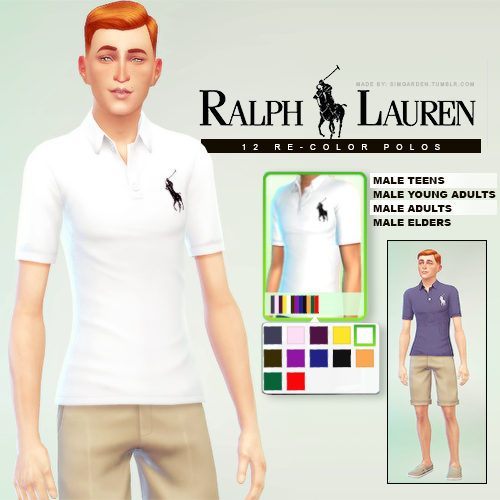 MADE BY: SIMGARDEN.TUMBLR.COM
RALPH LAUREN
12 RE-COLOR POLOS
MALE TEENS
MALE YOUNG ADULTS
MALE ADULTS
MALE ELDERS